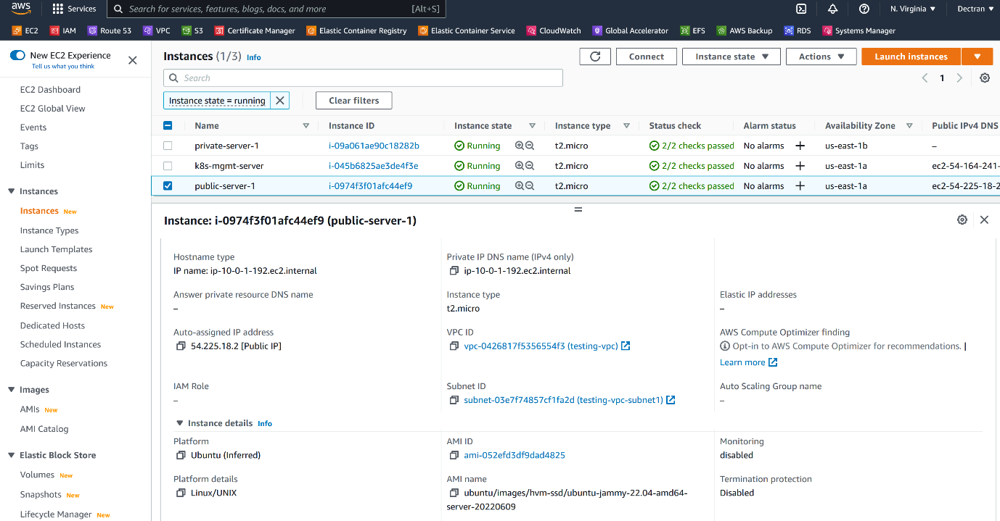 aws Services Search for services, features, blogs, docs, and more [Alt+S] N. Virginia Dectran
EC2 IAM Route 53 VPC S3 Certificate Manager Elastic Container Registry Elastic Container Service CloudWatch Global Accelerator EFS AWS Backup RDS Systems Manager
New EC2 Experience
Tell us what you think
EC2 Dashboard
EC2 Global View
Events
Tags
Limits
Instances
Instances New
Instance Types
Launch Templates
Spot Requests
Savings Plans
Reserved Instances New
Dedicated Hosts
Scheduled Instances
Capacity Reservations
Images
AMIs New
AMI Catalog
Elastic Block Store
Volumes New
Snapshots New
Lifecycle Manager New
Instances (1/3) Info Connect Instance state Actions Launch instances
Search 1
Instance state = running Clear filters
Name Instance ID Instance state Instance type Status check Alarm status Availability Zone Public IPv4 DNS
private-server-1 i-09a061ae90c18282b Running t2.micro 2/2 checks passed No alarms + us-east-1b –
k8s-mgmt-server i-045b6825ae3de4f3e Running t2.micro 2/2 checks passed No alarms + us-east-1a ec2-54-164-241-
public-server-1 i-0974f3f01afc44ef9 Running t2.micro 2/2 checks passed No alarms + us-east-1a ec2-54-225-18-2
Instance: i-0974f3f01afc44ef9 (public-server-1)
Hostname type
IP name: ip-10-0-1-192.ec2.internal
Private IP DNS name (IPv4 only)
ip-10-0-1-192.ec2.internal
Answer private resource DNS name
–
Instance type
t2.micro
Elastic IP addresses
–
Auto-assigned IP address
54.225.18.2 [Public IP]
VPC ID
vpc-0426817f5356554f3 (testing-vpc)
AWS Compute Optimizer finding
Opt-in to AWS Compute Optimizer for recommendations. |
Learn more
IAM Role
–
Subnet ID
subnet-03e7f74857cf1fa2d (testing-vpc-subnet1)
Auto Scaling Group name
–
Instance details Info
Platform
Ubuntu (Inferred)
AMI ID
ami-052efd3df9dad4825
Monitoring
disabled
Platform details
Linux/UNIX
AMI name
ubuntu/images/hvm-ssd/ubuntu-jammy-22.04-amd64-
server-20220609
Termination protection
Disabled